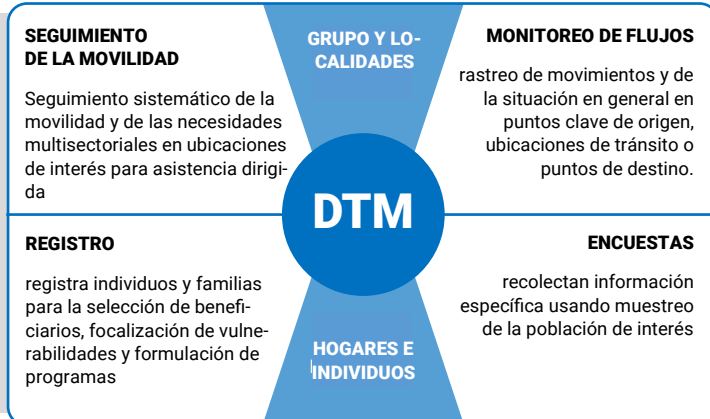 SEGUIMIENTO
DE LA MOVILIDAD
Seguimiento sistemático de la
movilidad y de las necesidades
multisectoriales en ubicaciones
de interés para asistencia dirigi-
da
GRUPO Y LO-
CALIDADES
MONITOREO DE FLUJOS
rastreo de movimientos y de
la situación en general en
puntos clave de origen,
ubicaciones de tránsito o
puntos de destino.
DTM
REGISTRO
registra individuos y familias
para la selección de benefi-
ciarios, focalización de vulne-
rabilidades y formulación de
programas
HOGARES E
INDIVIDUOS
ENCUESTAS
recolectan información
específica usando muestreo
de la población de interés